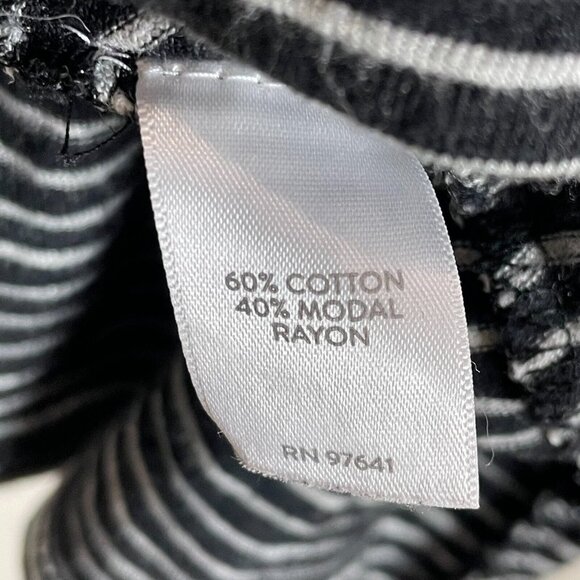 60% COTTON
40% MODAL
RAYON
RN 97641